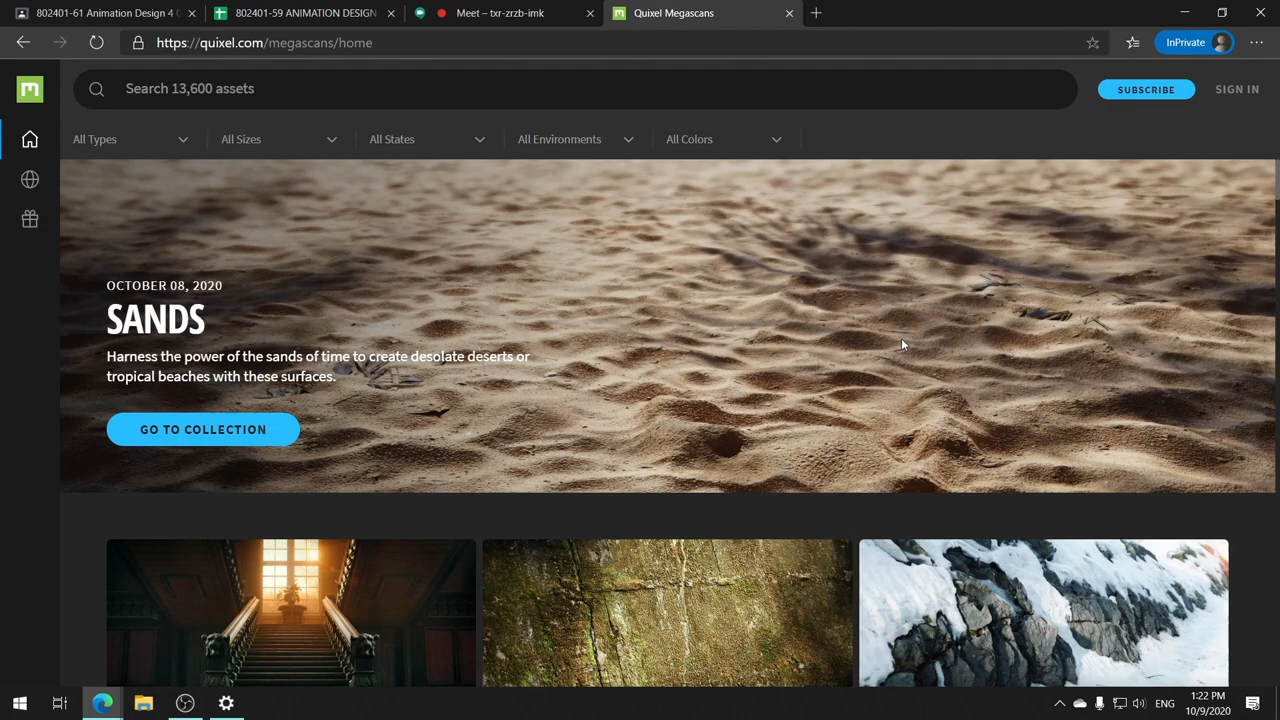 802401-61 Animation Design 4 (
802401-59 ANIMATION DESIGN
Meet – txr-zrzb-imk
Quixel Megascans
https://quixel.com/megascans/home
InPrivate
Search 13,600 assets
SUBSCRIBE
SIGN IN
All Types
All Sizes
All States
All Environments
All Colors
OCTOBER 08, 2020
SANDS
Harness the power of the sands of time to create desolate deserts or
tropical beaches with these surfaces.
GO TO COLLECTION
ENG
1:22 PM
10/9/2020